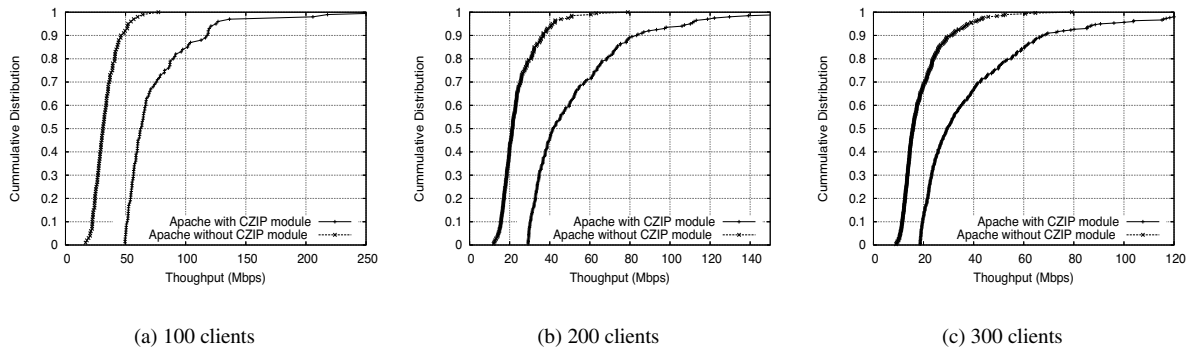 1
0.9
0.8
0.7
0.6
0.5
0.4
0.3
0.2
0.1
0
Cummulative Distribution
Apache with CZIP module
Apache without CZIP module
0 50 100 150 200 250
Thoughput (Mbps)
(a) 100 clients
1
0.9
0.8
0.7
0.6
0.5
0.4
0.3
0.2
0.1
0
Cummulative Distribution
Apache with CZIP module
Apache without CZIP module
0 20 40 60 80 100 120 140
Thoughput (Mbps)
(b) 200 clients
1
0.9
0.8
0.7
0.6
0.5
0.4
0.3
0.2
0.1
0
Cummulative Distribution
Apache with CZIP module
Apache without CZIP module
0 20 40 60 80 100 120
Thoughput (Mbps)
(c) 300 clients